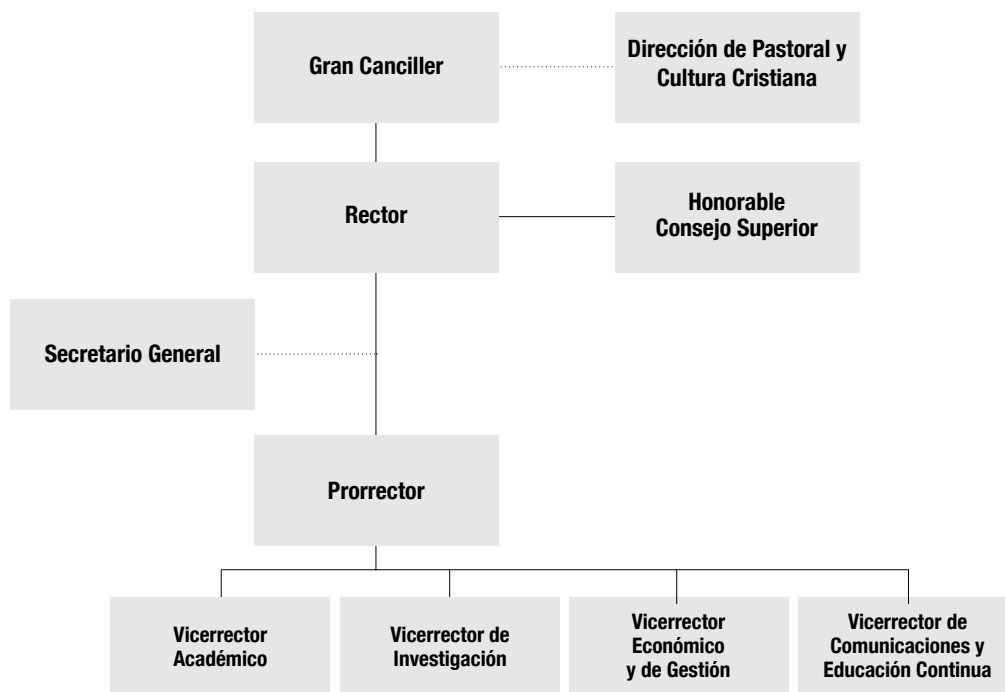 Gran Canciller
Dirección de Pastoral y
Cultura Cristiana
Rector
Honorable
Consejo Superior
Secretario General
Prorrector
Vicerrector
Académico
Vicerrector de
Investigación
Vicerrector
Económico
y de Gestión
Vicerrector de
Comunicaciones y
Educación Continua